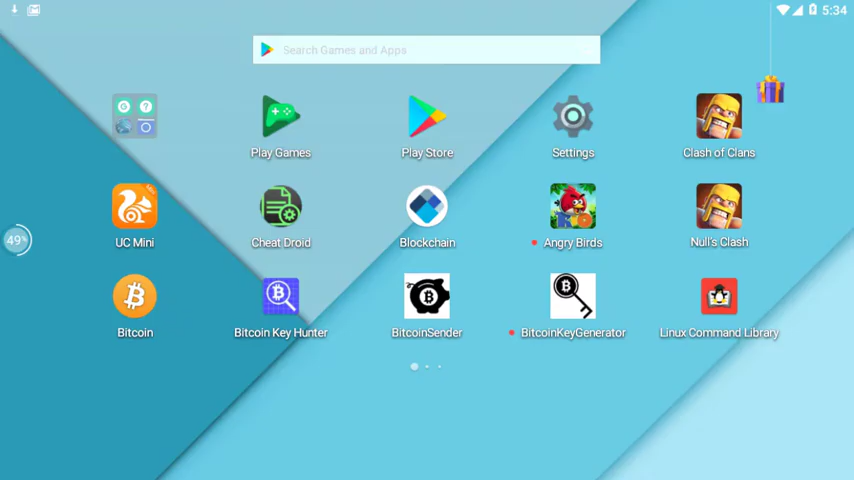 5:34
Search Games and Apps
G ?
Play Games
Play Store
Settings
Clash of Clans
49%
UC Mini
Cheat Droid
Blockchain
Angry Birds
Null's Clash
Bitcoin
Bitcoin Key Hunter
BitcoinSender
BitcoinKeyGenerator
Linux Command Library